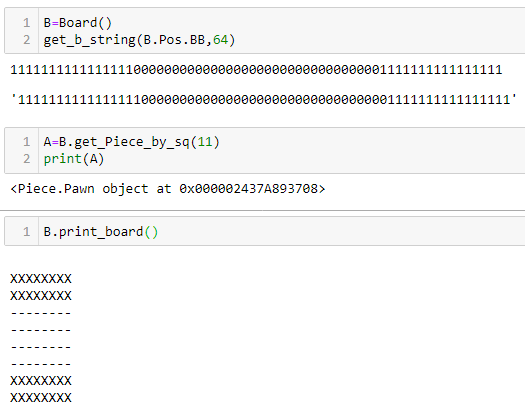 1 B=Board()
2 get_b_string(B.Pos.BB,64)
1111111111111111000000000000000000000000000000001111111111111111
'1111111111111111000000000000000000000000000000001111111111111111'
1 A=B.get_Piece_by_sq(11)
2 print(A)
<Piece.Pawn object at 0x000002437A893708>
1 B.print_board()
XXXXXXXX
XXXXXXXX
--------
--------
--------
--------
XXXXXXXX
XXXXXXXX